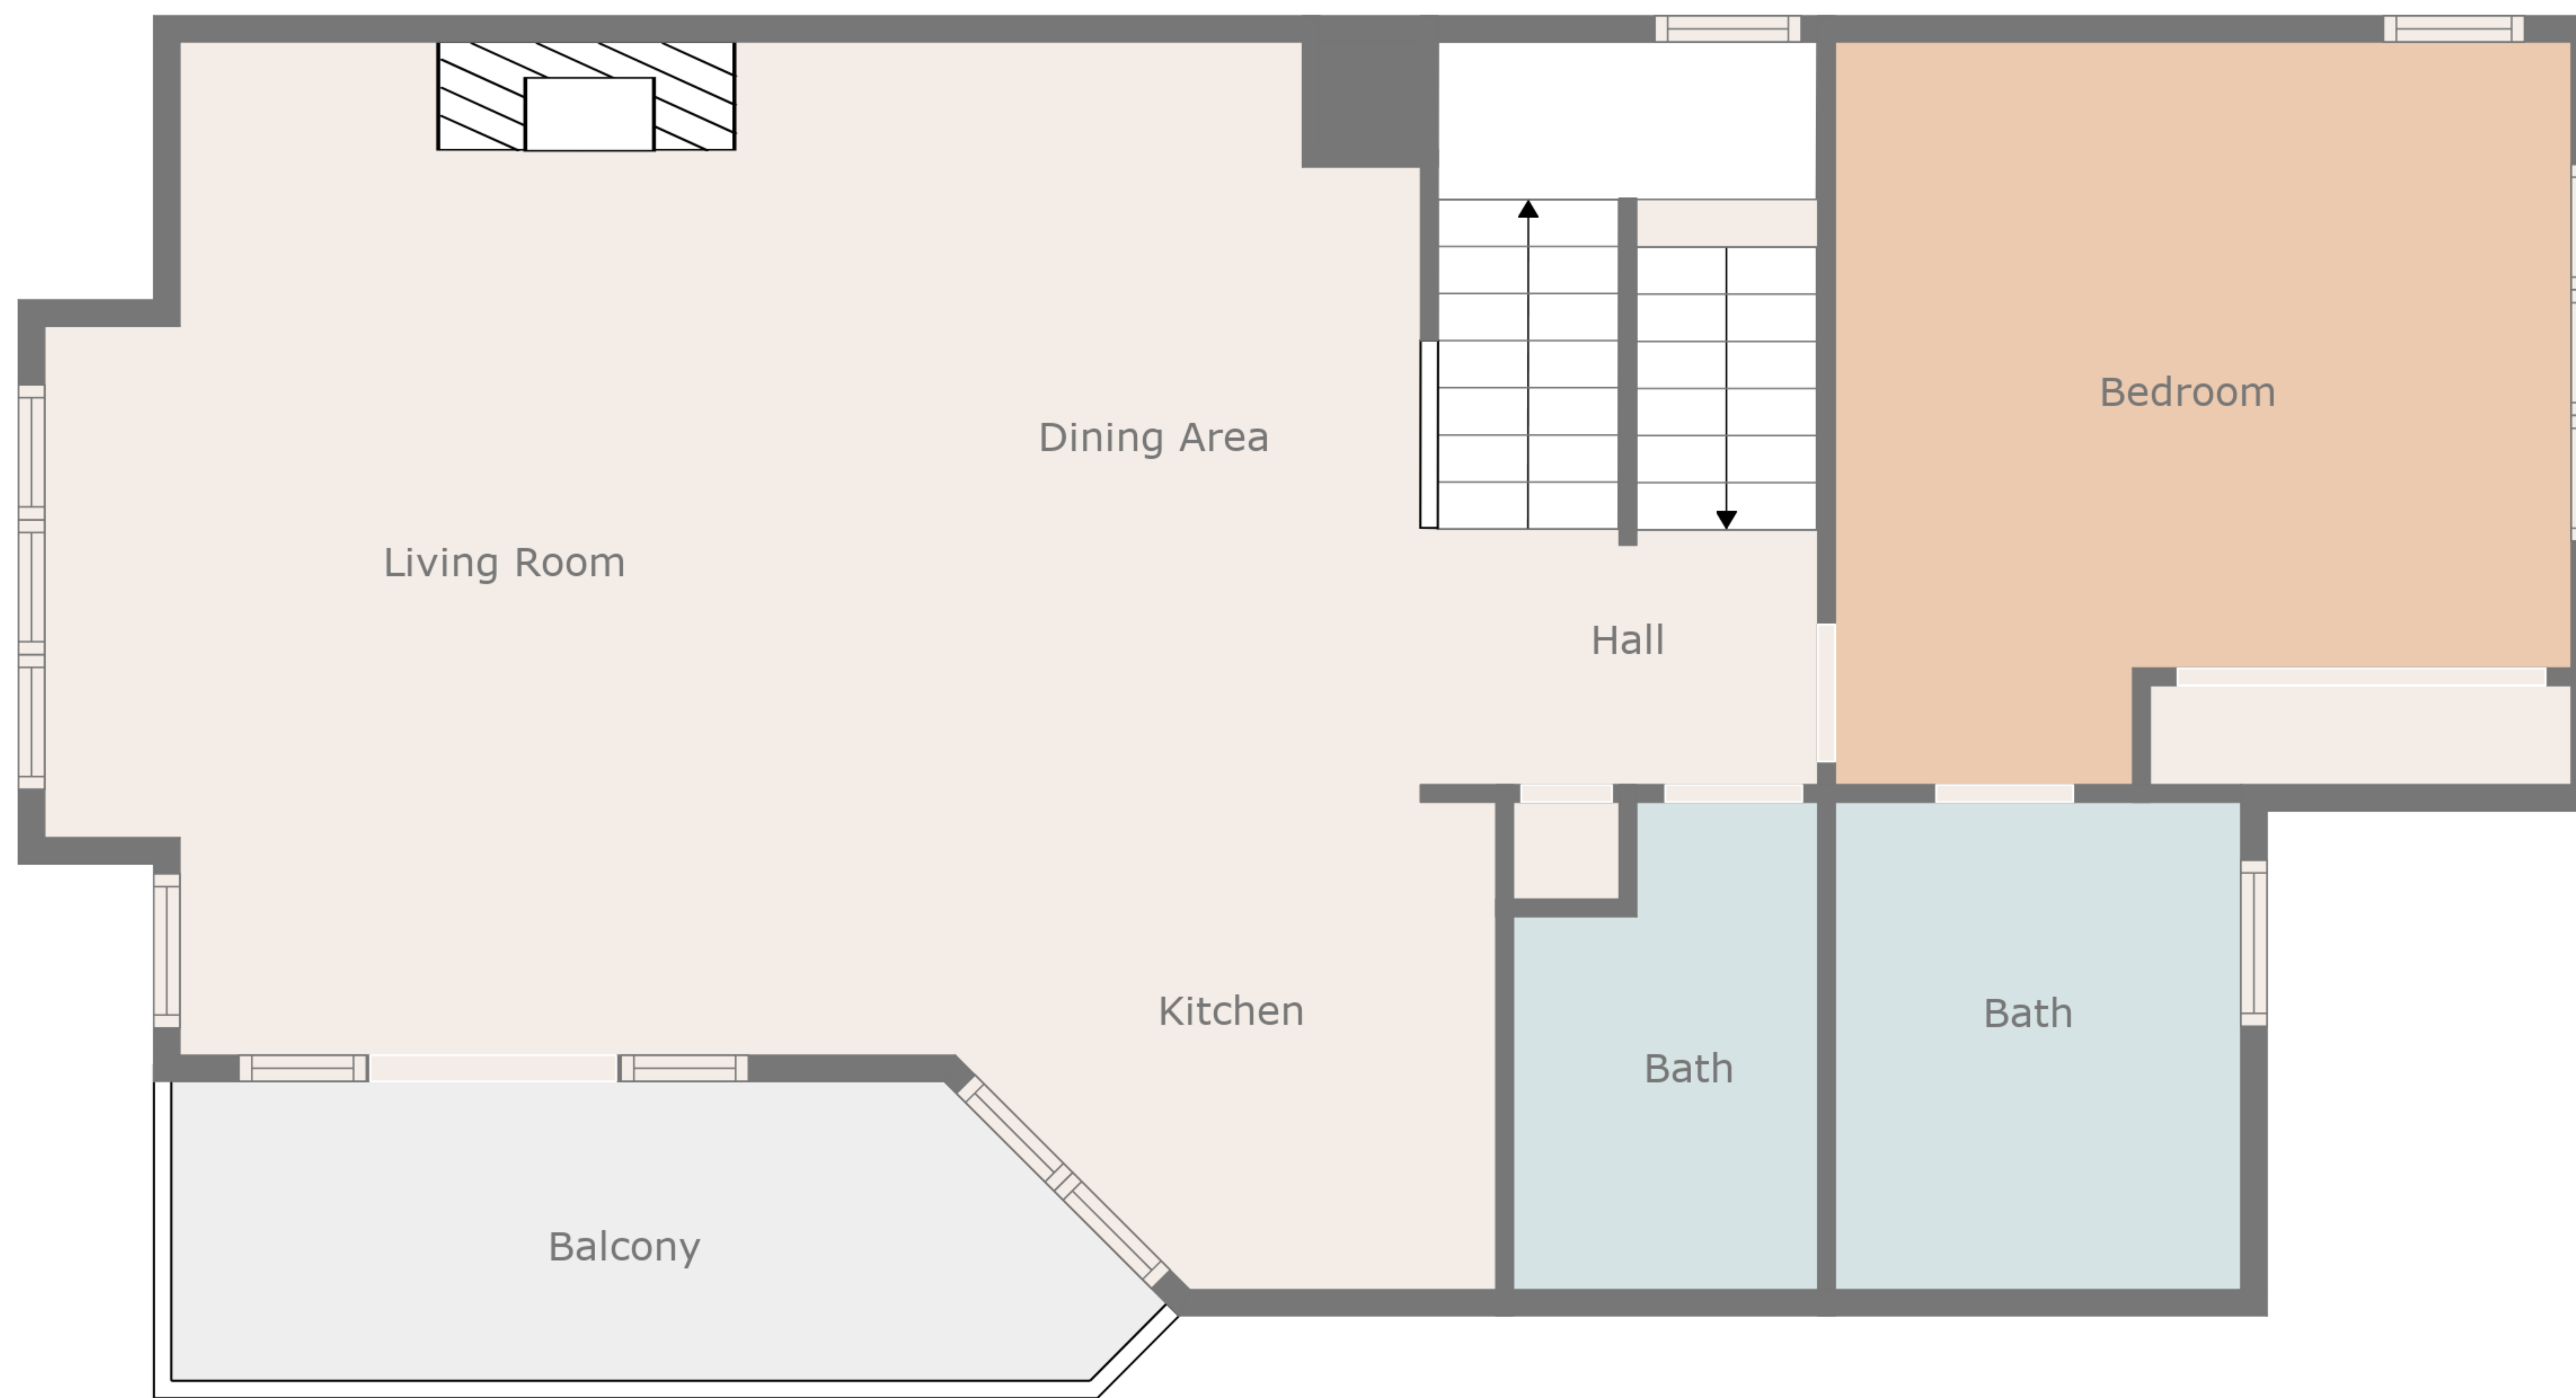 Bedroom
Dining Area
Living Room
Hall
Kitchen
Bath
Bath
Balcony